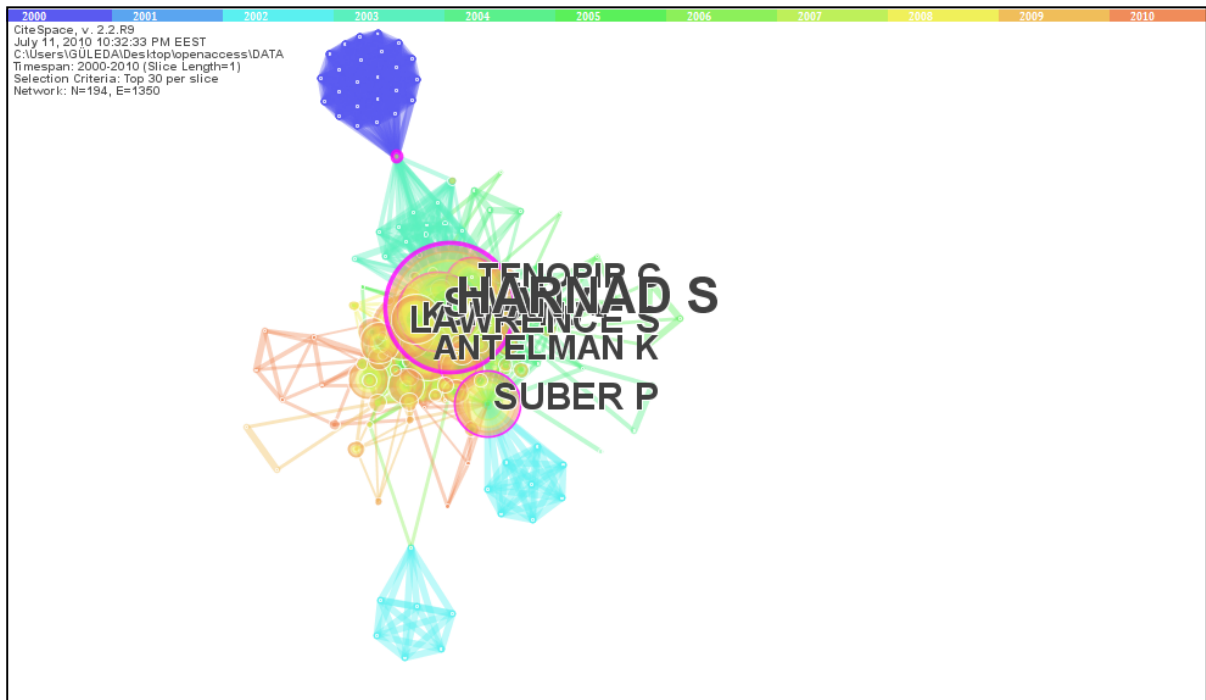 2000 2001 2002 2003 2004 2005 2006 2007 2008 2009 2010
CiteSpace, v. 2.2.R9
July 11, 2010 10:32:33 PM EEST
C:\Users\GÜLEDA\Desktop\openaccess\DATA
Timespan: 2000-2010 (Slice Length=1)
Selection Criteria: Top 30 per slice
Network: N=194, E=1350
TENOPIR C
HARNAD S
LAWRENCE S
ANTELMAN K
SUBER P